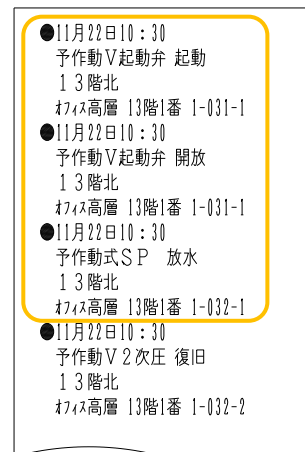 ●11月22日10：30
予作動Ｖ起動弁 起動
１３階北
ｵﾌｨｽ高層 13階1番 1-031-1
●11月22日10：30
予作動Ｖ起動弁 開放
１３階北
ｵﾌｨｽ高層 13階1番 1-031-1
●11月22日10：30
予作動式ＳＰ　放水
１３階北
ｵﾌｨｽ高層 13階1番 1-032-1
●11月22日10：30
予作動Ｖ２次圧 復旧
１３階北
ｵﾌｨｽ高層 13階1番 1-032-2